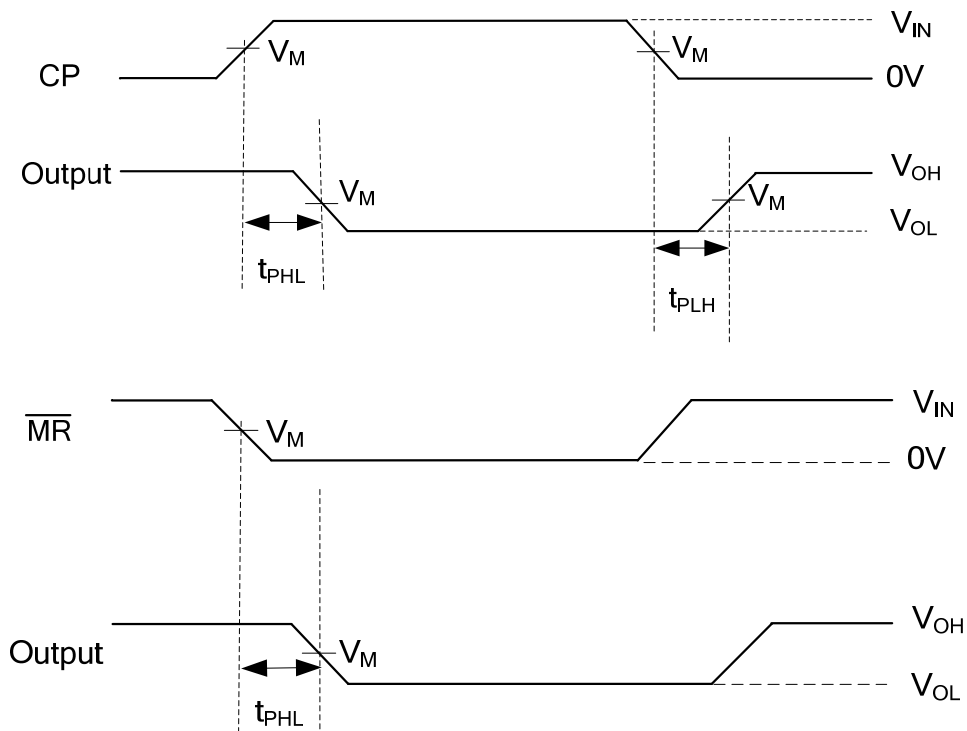 V_IN
V_M
V_M
CP
0V
Output
V_OH
V_M
V_M
V_OL
t_PHL
t_PLH
V_IN
MR
V_M
0V
V_OH
Output
V_M
V_OL
t_PHL